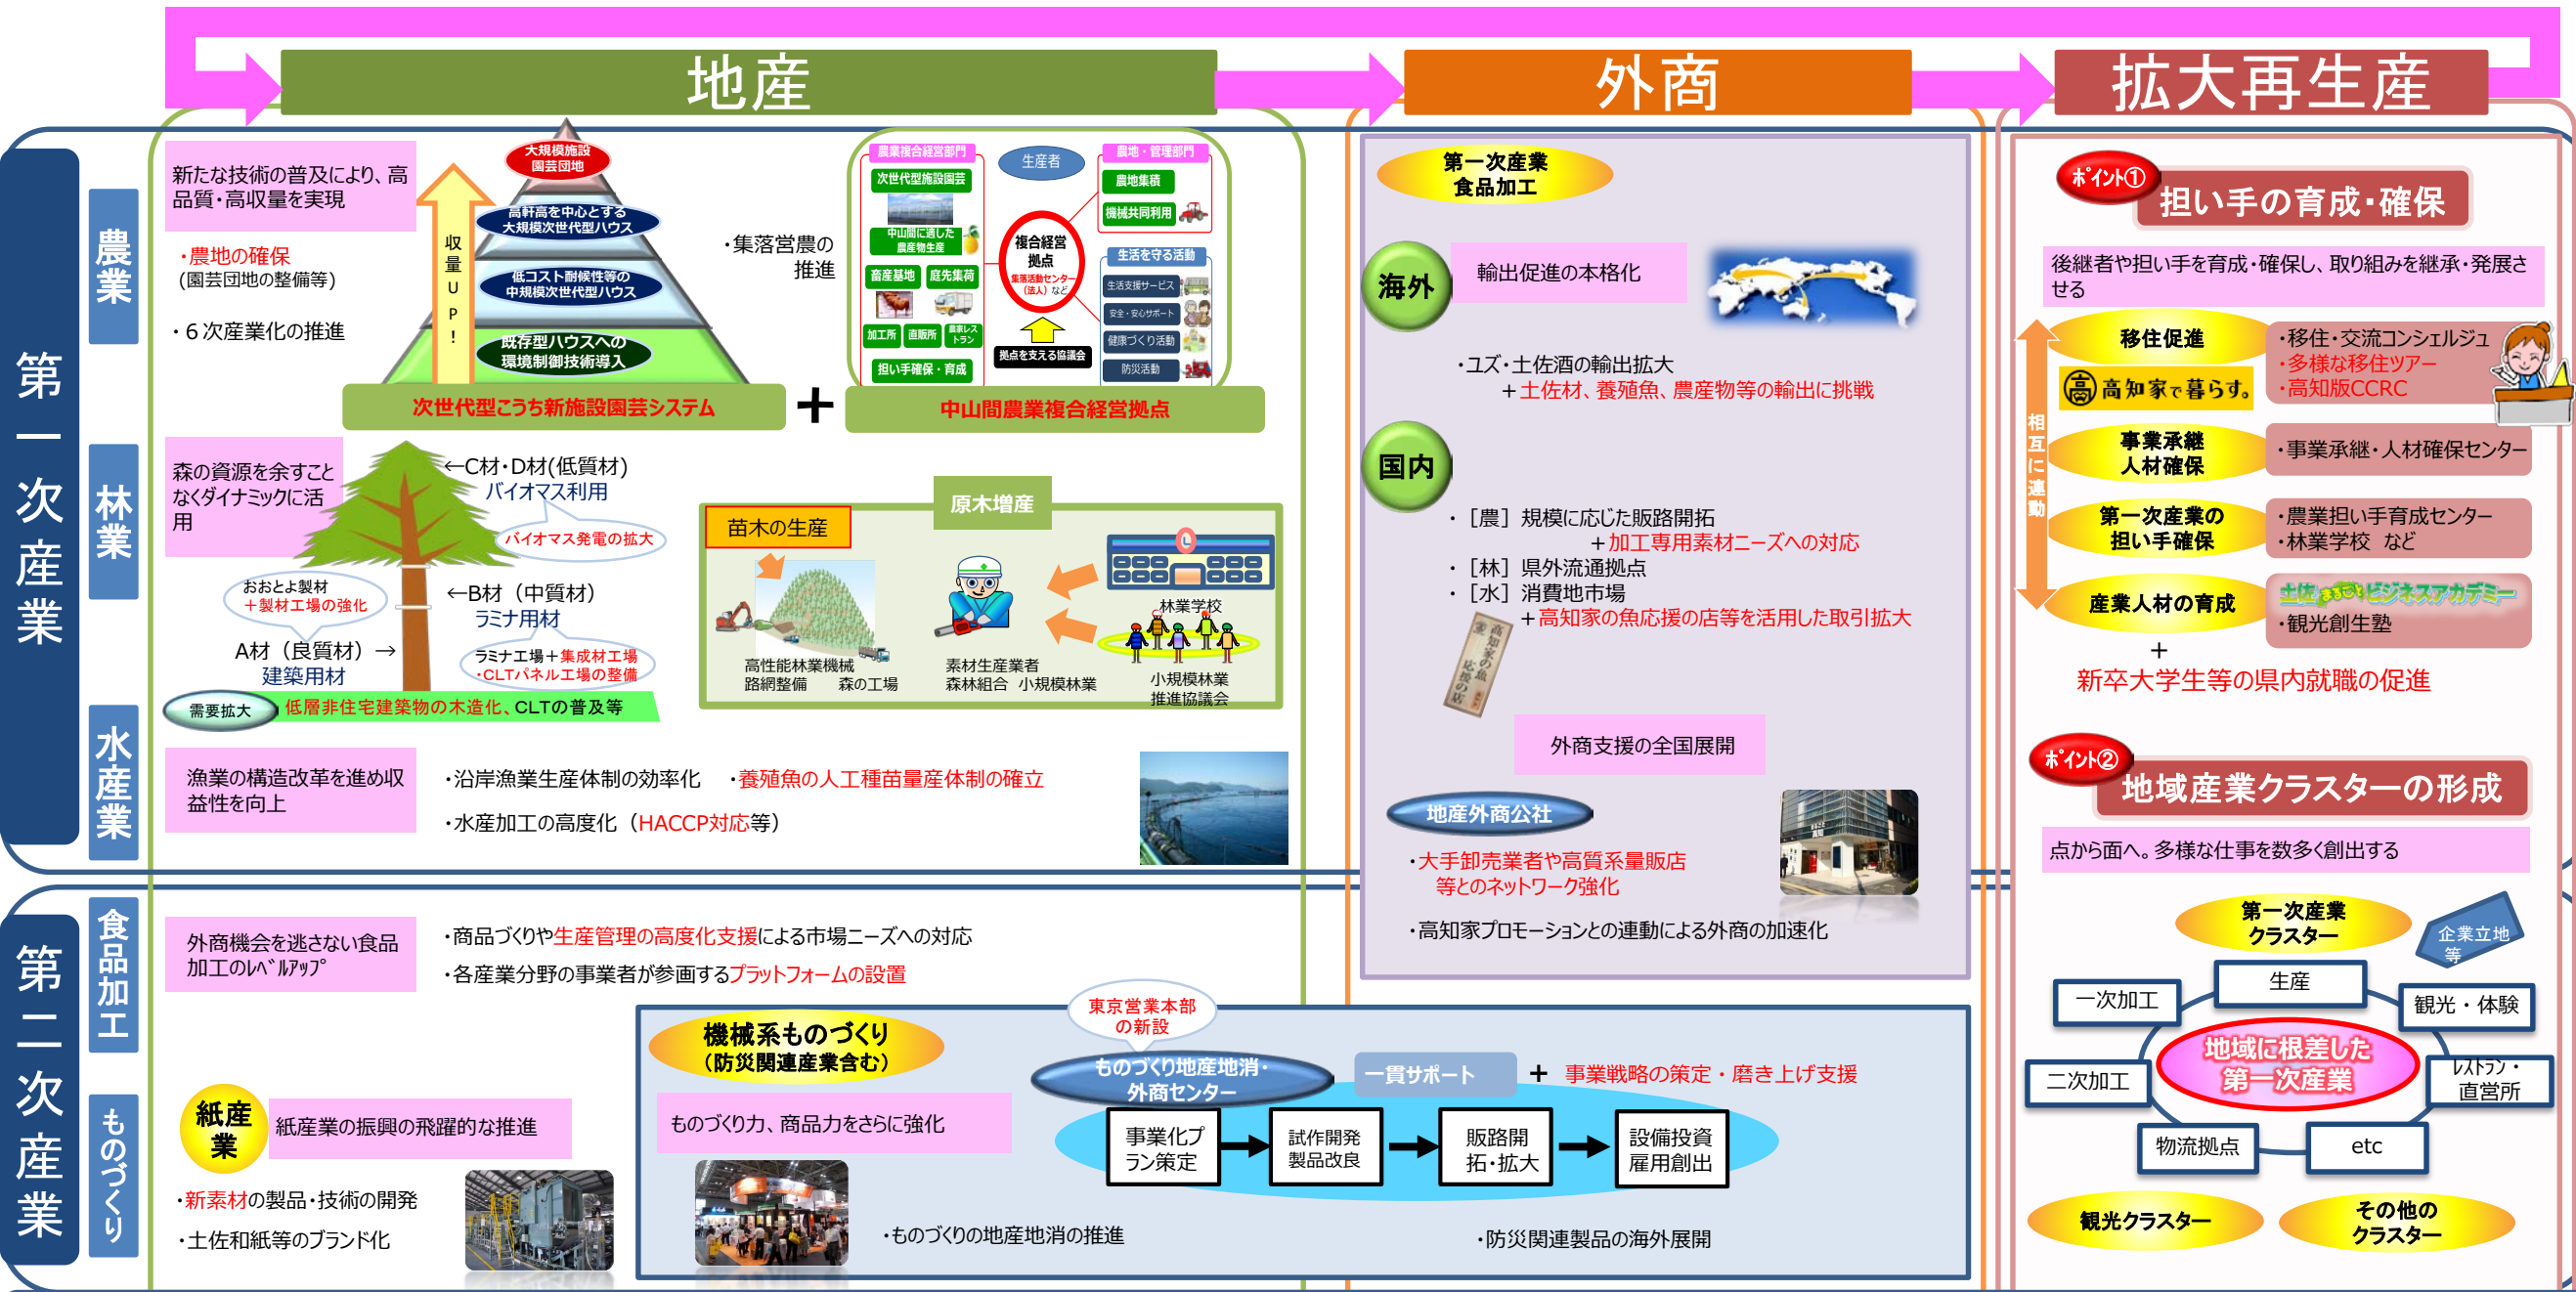 地産
外商
拡大再生産
第一次産業
農業
林業
水産業
第二次産業
食品加工
ものづくり
新たな技術の普及により、高
品質・高収量を実現
・農地の確保
(園芸団地の整備等)
・６次産業化の推進
収量UP!
大規模施設
園芸団地
高軒高を中心とする
大規模次世代型ハウス
低コスト耐候性等の
中規模次世代型ハウス
既存型ハウスへの
環境制御技術導入
次世代型こうち新施設園芸システム
+
・集落営農の
推進
農業複合経営部門
次世代型施設園芸
中山間に適した
農産物生産
畜産基地
庭先集荷
加工所
直販所
農家レス
トラン
担い手確保・育成
生産者
複合経営
拠点
集落活動センター
(法人)など
拠点を支える協議会
農地・管理部門
農地集積
機械共同利用
生活を守る活動
生活支援サービス
安全・安心サポート
健康づくり活動
防災活動
中山間農業複合経営拠点
森の資源を余すこと
なくダイナミックに活
用
←C材・D材(低質材)
バイオマス利用
バイオマス発電の拡大
おおとよ製材
＋製材工場の強化
←B材（中質材）
ラミナ用材
A材（良質材）→
建築用材
ラミナ工場＋集成材工場
・CLTパネル工場の整備
需要拡大
低層非住宅建築物の木造化、CLTの普及等
原木増産
苗木の生産
高性能林業機械
路網整備　森の工場
素材生産業者
森林組合 小規模林業
林業学校
小規模林業
推進協議会
漁業の構造改革を進め収
益性を向上
・沿岸漁業生産体制の効率化　・養殖魚の人工種苗量産体制の確立
・水産加工の高度化（HACCP対応等）
外商機会を逃さない食品
加工のﾚﾍﾞﾙｱｯﾌﾟ
・商品づくりや生産管理の高度化支援による市場ニーズへの対応
・各産業分野の事業者が参画するプラットフォームの設置
紙産
業
紙産業の振興の飛躍的な推進
・新素材の製品・技術の開発
・土佐和紙等のブランド化
機械系ものづくり
（防災関連産業含む）
ものづくり力、商品力をさらに強化
東京営業本部
の新設
ものづくり地産地消・
外商センター
一貫サポート
＋ 事業戦略の策定・磨き上げ支援
事業化プ
ラン策定
試作開発
製品改良
販路開
拓・拡大
設備投資
雇用創出
・ものづくりの地産地消の推進
・防災関連製品の海外展開
第一次産業
食品加工
海外
輸出促進の本格化
・ユズ・土佐酒の輸出拡大
＋土佐材、養殖魚、農産物等の輸出に挑戦
国内
・［農］規模に応じた販路開拓
＋加工専用素材ニーズへの対応
・［林］県外流通拠点
・［水］消費地市場
＋高知家の魚応援の店等を活用した取引拡大
高知家の魚
応援の店
外商支援の全国展開
地産外商公社
・大手卸売業者や高質系量販店
等とのネットワーク強化
・高知家プロモーションとの連動による外商の加速化
ﾎﾟｲﾝﾄ①
担い手の育成・確保
後継者や担い手を育成・確保し、取り組みを継承・発展さ
せる
相互に連動
移住促進
高 高知家で暮らす。
・移住・交流コンシェルジュ
・多様な移住ツアー
・高知版CCRC
事業承継
人材確保
・事業承継・人材確保センター
第一次産業の
担い手確保
・農業担い手育成センター
・林業学校 など
産業人材の育成
土佐まるごとビジネスアカデミー
・観光創生塾
＋
新卒大学生等の県内就職の促進
ﾎﾟｲﾝﾄ②
地域産業クラスターの形成
点から面へ。多様な仕事を数多く創出する
第一次産業
クラスター
企業立地
等
生産
一次加工
観光・体験
地域に根差した
第一次産業
二次加工
ﾚｽﾄﾗﾝ・
直営所
物流拠点
etc
観光クラスター
その他の
クラスター